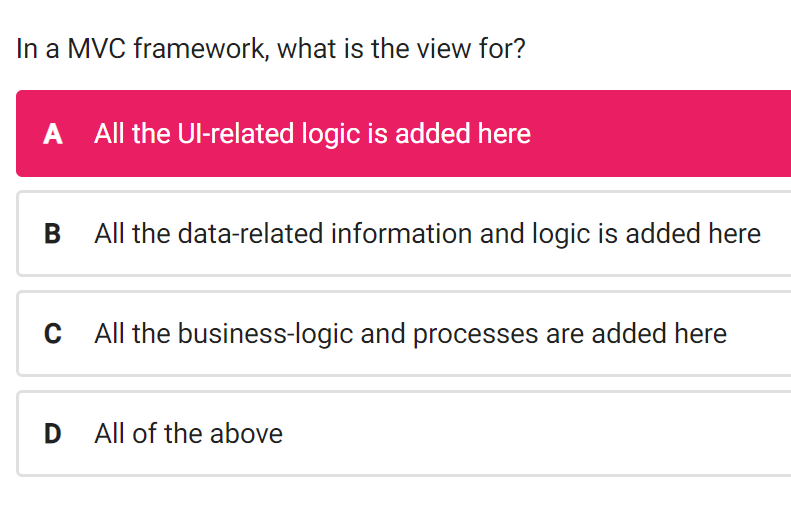 In a MVC framework, what is the view for?
A All the UI-related logic is added here
B All the data-related information and logic is added here
C All the business-logic and processes are added here
D All of the above